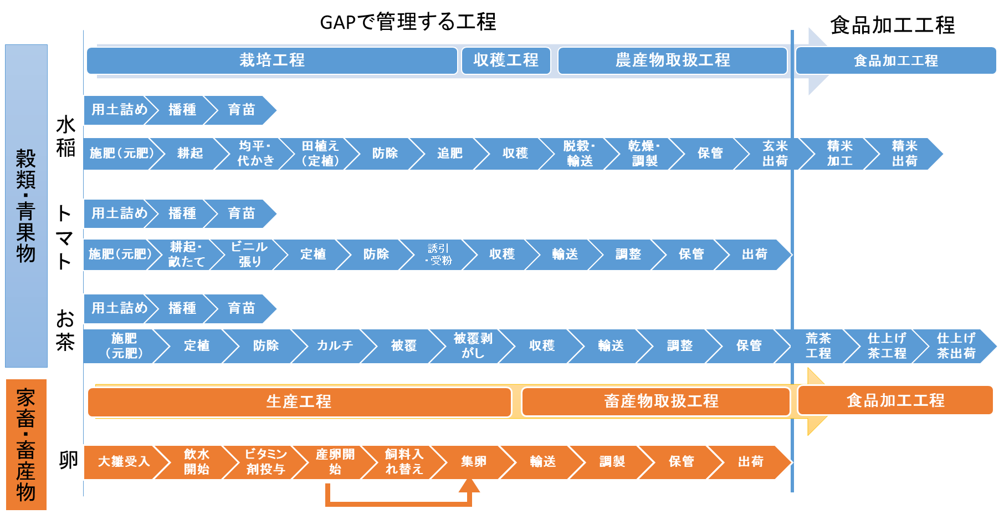 GAPで管理する工程
食品加工工程
栽培工程
収穫工程
農産物取扱工程
食品加工工程
穀類・青果物
水稲
用土詰め
播種
育苗
施肥(元肥)
耕起
均平・
代かき
田植え
(定植)
防除
追肥
収穫
脱穀・
輸送
乾燥・
調製
保管
玄米
出荷
精米
加工
精米
出荷
トマト
用土詰め
播種
育苗
施肥(元肥)
耕起・
畝たて
ビニル
張り
定植
防除
誘引
・受粉
収穫
輸送
調整
保管
出荷
お茶
用土詰め
播種
育苗
施肥
(元肥)
定植
防除
カルチ
被覆
被覆剥
がし
収穫
輸送
調整
保管
荒茶
工程
仕上げ
茶工程
仕上げ
茶出荷
家畜・畜産物
生産工程
畜産物取扱工程
食品加工工程
卵
大雛受入
飲水
開始
ビタミン
剤投与
産卵開
始
飼料入
れ替え
集卵
輸送
調製
保管
出荷